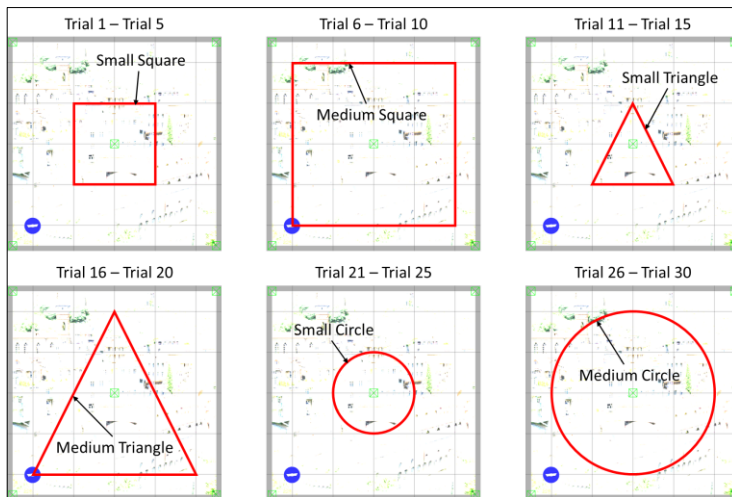 Trial 1 – Trial 5
Small Square
Trial 6 – Trial 10
Medium Square
Trial 11 – Trial 15
Small Triangle
Trial 16 – Trial 20
Medium Triangle
Trial 21 – Trial 25
Small Circle
Trial 26 – Trial 30
Medium Circle